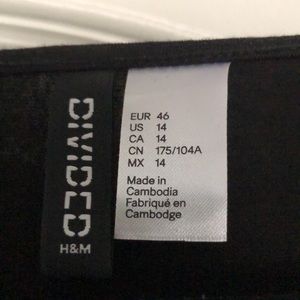 DIVIDED
H&M
EUR 46
US 14
CA 14
CN 175/104A
MX 14
Made in
Cambodia
Fabriqué en
Cambodge